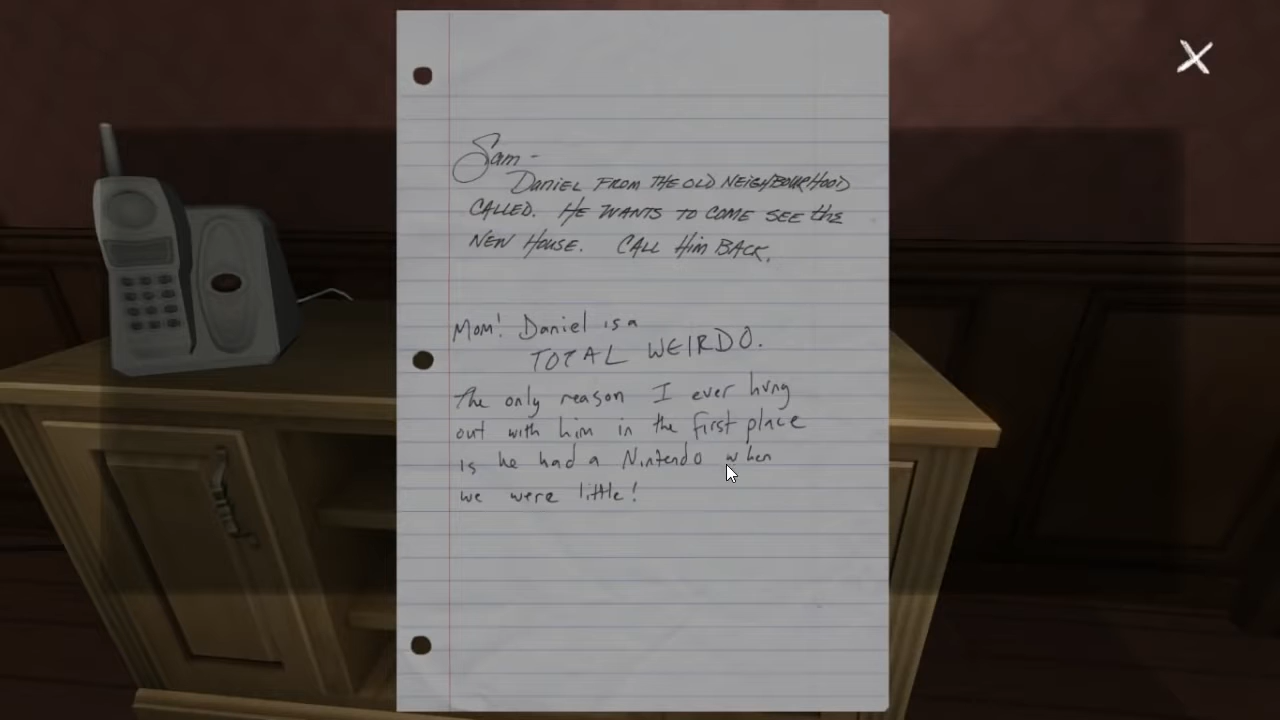 Sam -
DANIEL FROM THE OLD NEIGHBOURHOOD
CALLED. HE WANTS TO COME SEE the
NEW HOUSE. CALL HIM BACK.
Mom! Daniel is a
TOTAL WEIRDO.
The only reason I ever hung
out with him in the first place
is he had a Nintendo when
we were little!